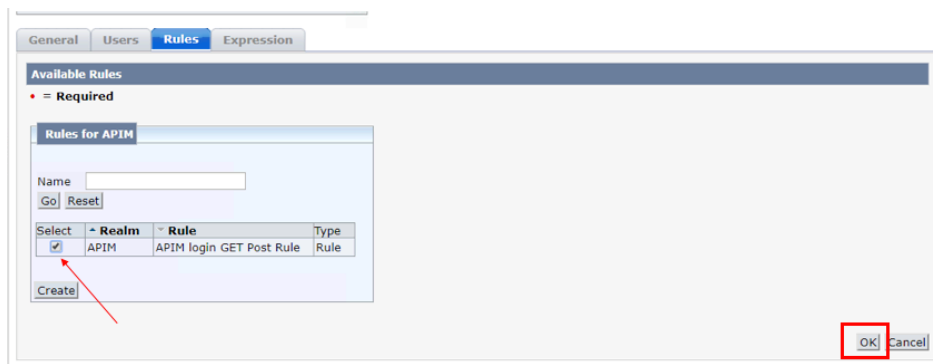 General Users Rules Expression
Available Rules
• = Required
Rules for APIM
Name
Go Reset
Select Realm Rule Type
APIM APIM login GET Post Rule Rule
Create
OK Cancel